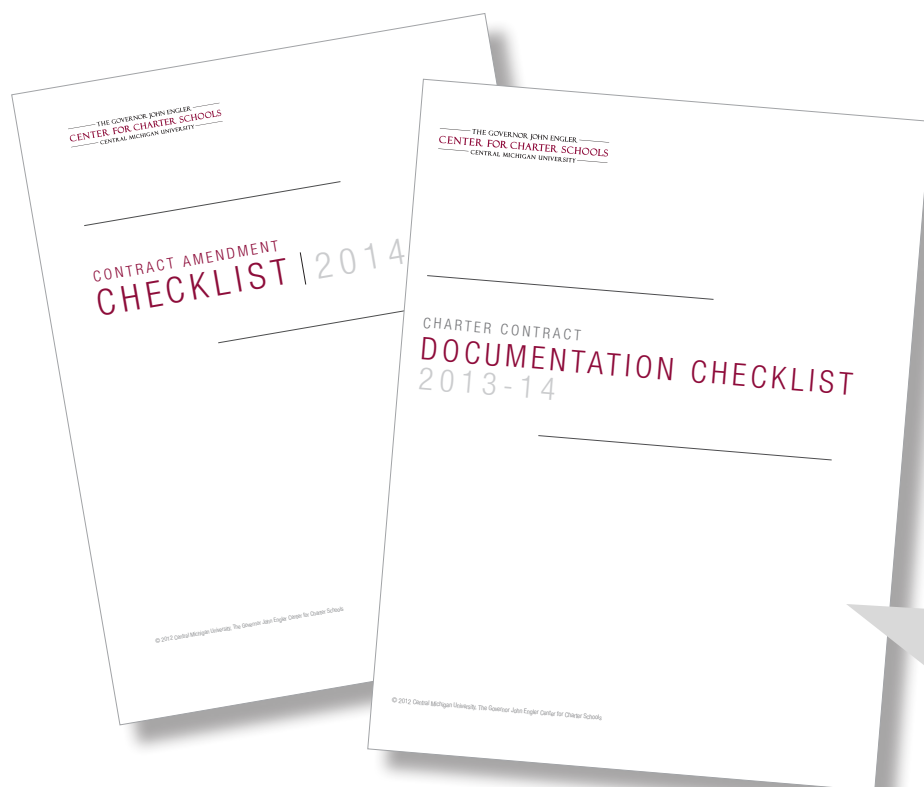 THE GOVERNOR JOHN ENGLER
CENTER FOR CHARTER SCHOOLS
CENTRAL MICHIGAN UNIVERSITY
CONTRACT AMENDMENT
CHECKLIST | 2014
© 2012 Central Michigan University, The Governor John Engler Center for Charter Schools
THE GOVERNOR JOHN ENGLER
CENTER FOR CHARTER SCHOOLS
CENTRAL MICHIGAN UNIVERSITY
CHARTER CONTRACT
DOCUMENTATION CHECKLIST
2013-14
© 2012 Central Michigan University, The Governor John Engler Center for Charter Schools